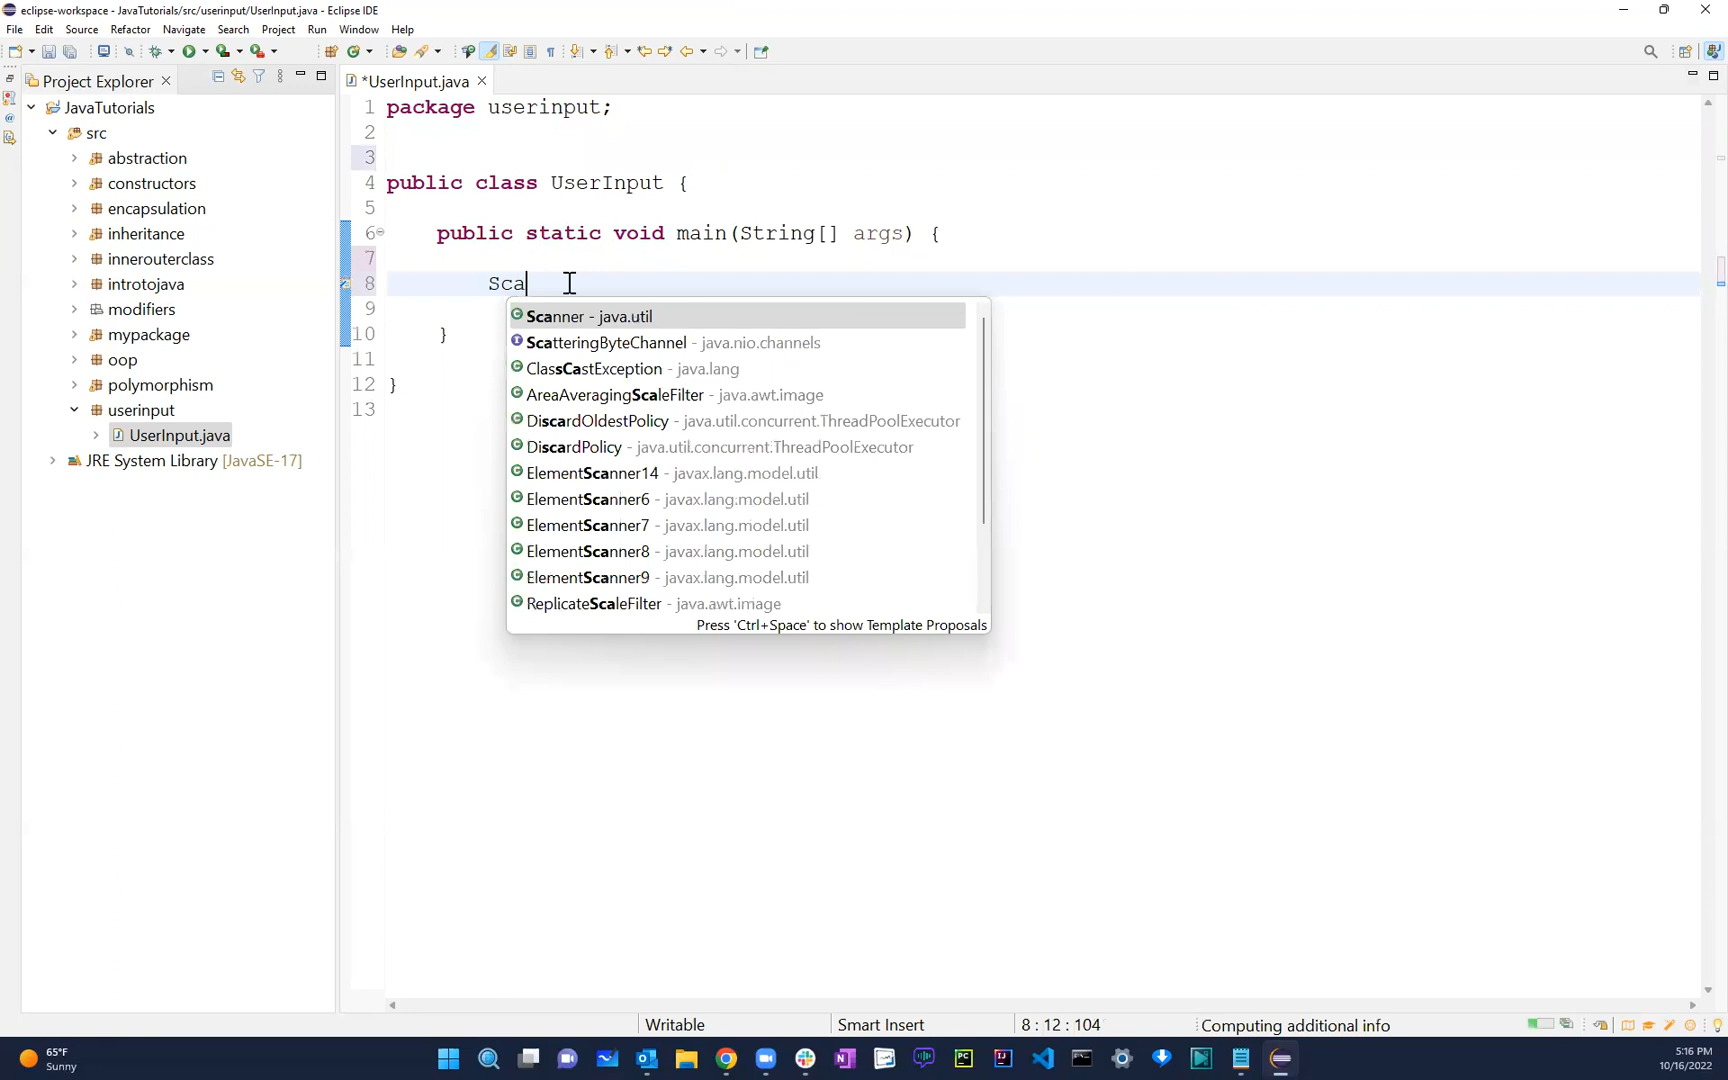 eclipse-workspace - JavaTutorials/src/userinput/UserInput.java - Eclipse IDE
File Edit Source Refactor Navigate Search Project Run Window Help
Project Explorer
*UserInput.java
JavaTutorials
src
abstraction
constructors
encapsulation
inheritance
innerouterclass
introtojava
modifiers
mypackage
oop
polymorphism
userinput
UserInput.java
JRE System Library [JavaSE-17]
1 package userinput;
2
3
4 public class UserInput {
5
6 public static void main(String[] args) {
7
8 Sca
9
10 }
11
12 }
13
Scanner - java.util
ScatteringByteChannel - java.nio.channels
ClassCastException - java.lang
AreaAveragingScaleFilter - java.awt.image
DiscardOldestPolicy - java.util.concurrent.ThreadPoolExecutor
DiscardPolicy - java.util.concurrent.ThreadPoolExecutor
ElementScanner14 - javax.lang.model.util
ElementScanner6 - javax.lang.model.util
ElementScanner7 - javax.lang.model.util
ElementScanner8 - javax.lang.model.util
ElementScanner9 - javax.lang.model.util
ReplicateScaleFilter - java.awt.image
Press 'Ctrl+Space' to show Template Proposals
Writable Smart Insert 8 : 12 : 104 Computing additional info
65°F
Sunny
5:16 PM
10/16/2022